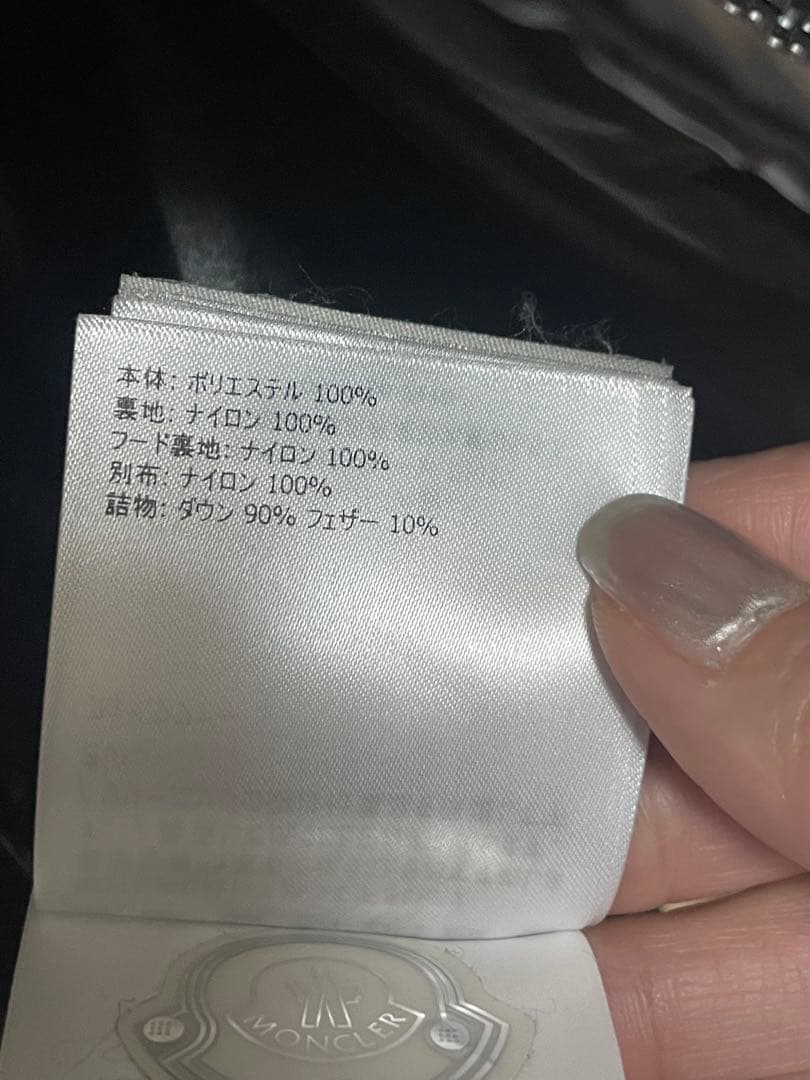 本体: ポリエステル 100%
裏地: ナイロン 100%
フード裏地: ナイロン 100%
別布: ナイロン 100%
詰物: ダウン 90% フェザー 10%
MONCLER